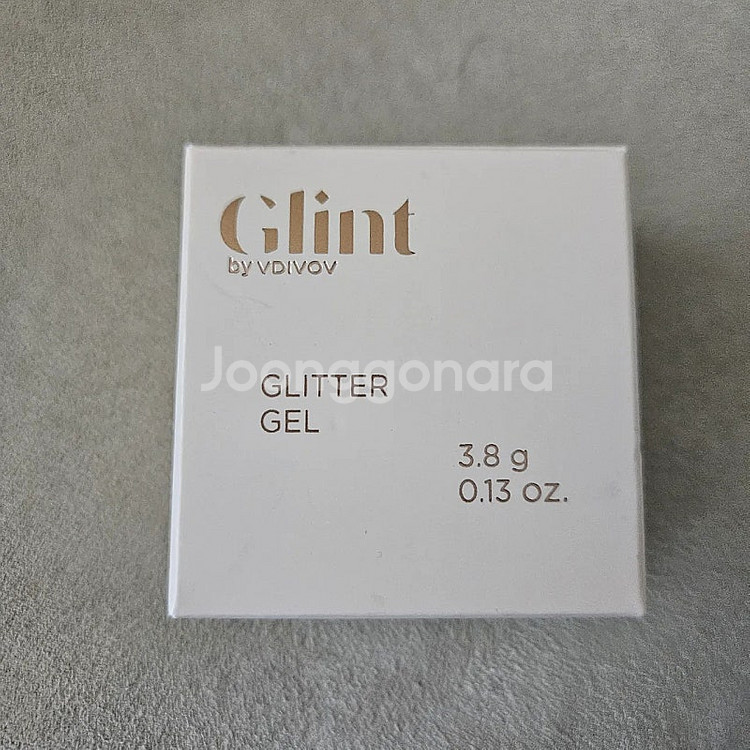 Glint
by VDIVOV
Joonggonara
GLITTER
GEL
3.8 g
0.13 oz.